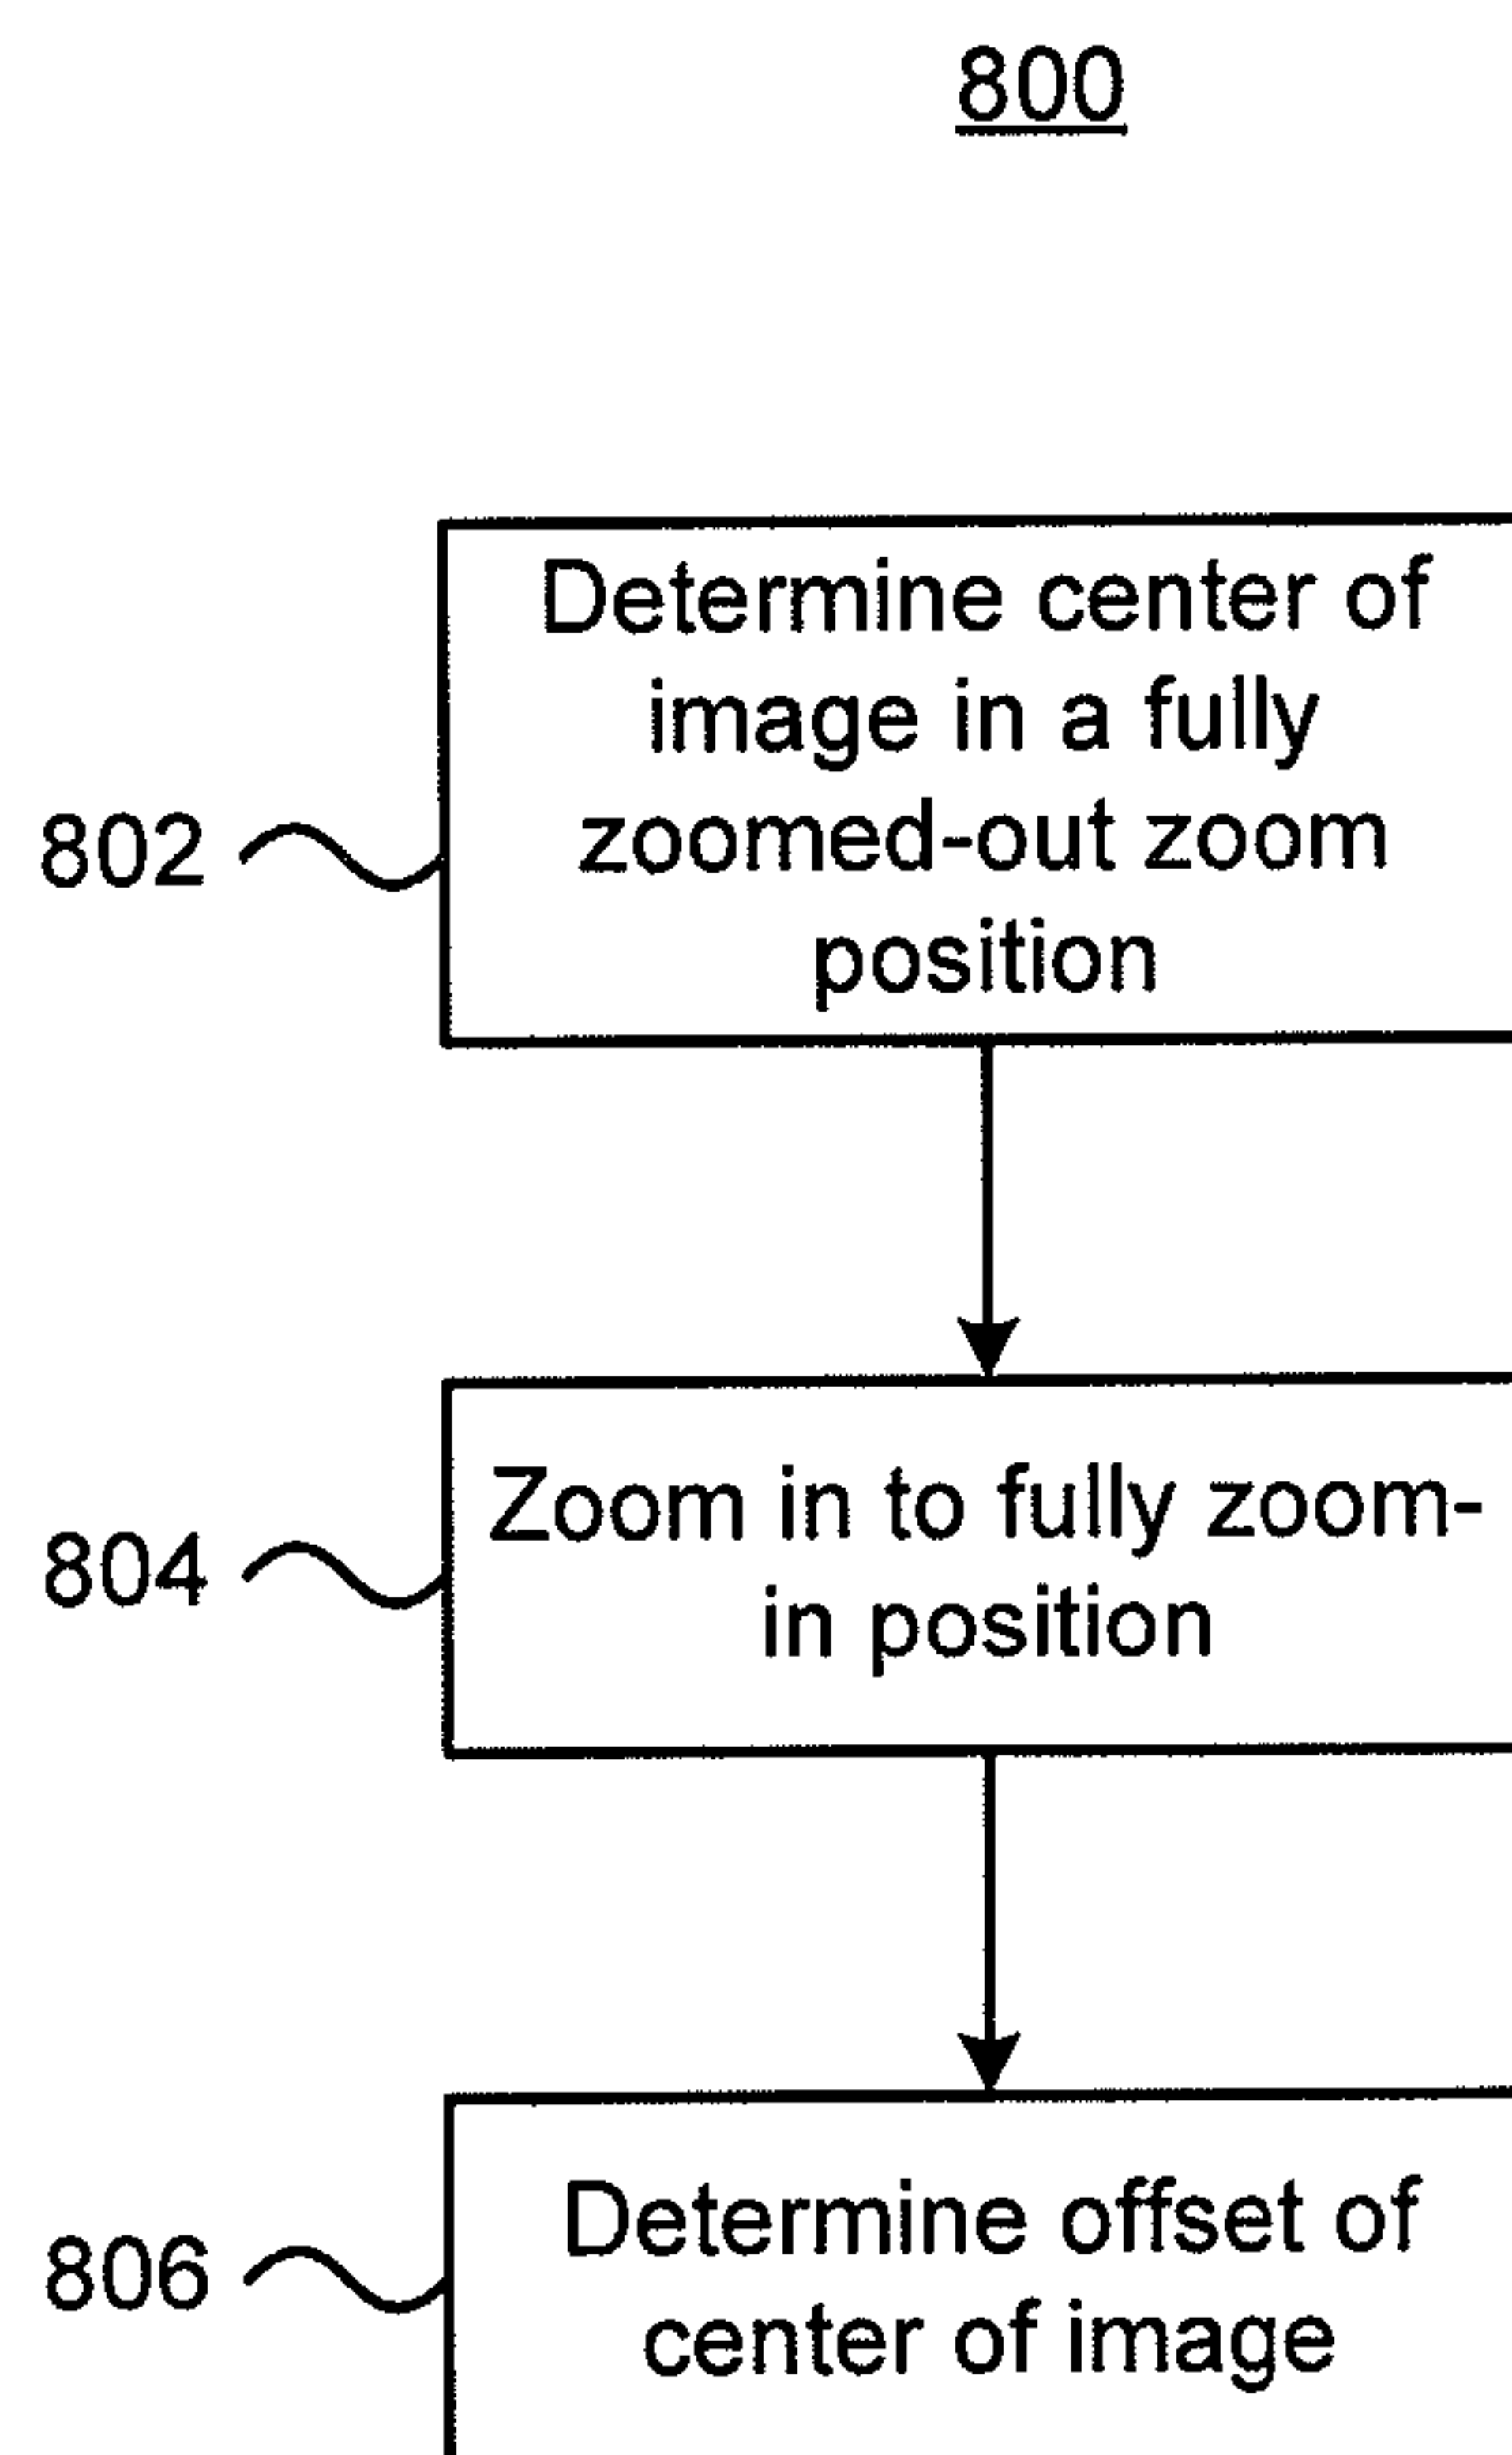 800
Determine center of
image in a fully
zoomed-out zoom
position
802
Zoom in to fully zoom-
in position
804
Determine offset of
center of image
806